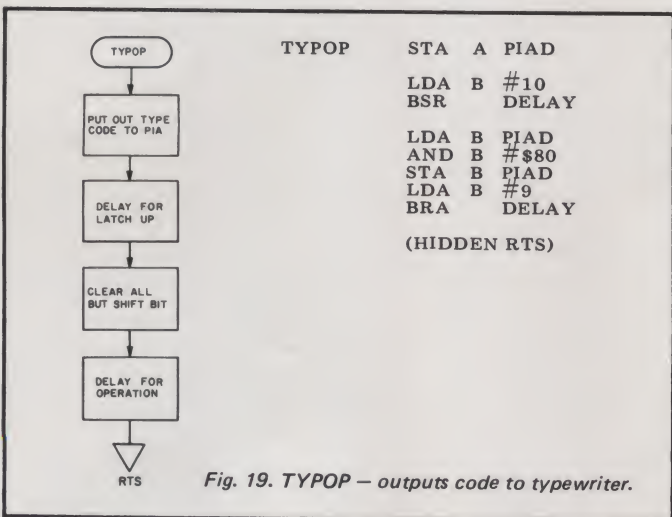 TYPOP
PUT OUT TYPE
CODE TO PIA
DELAY FOR
LATCH UP
CLEAR ALL
BUT SHIFT BIT
DELAY FOR
OPERATION
RTS
TYPOP STA A PIAD
LDA B #10
BSR DELAY
LDA B PIAD
AND B #$80
STA B PIAD
LDA B #9
BRA DELAY
(HIDDEN RTS)
Fig. 19. TYPOP — outputs code to typewriter.